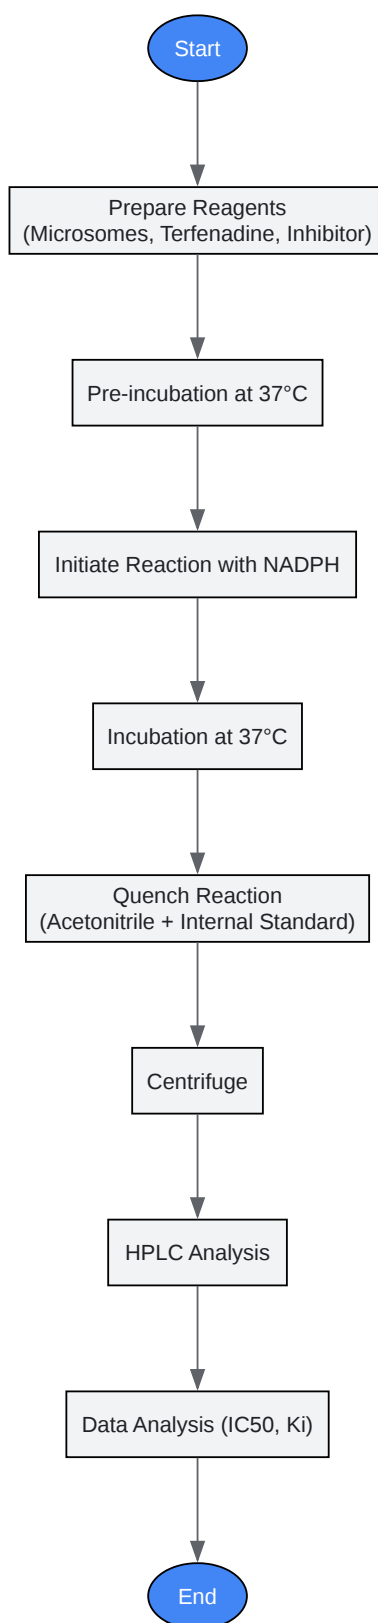 Start
Prepare Reagents
(Microsomes, Terfenadine, Inhibitor)
Pre-incubation at 37°C
Initiate Reaction with NADPH
Incubation at 37°C
Quench Reaction
(Acetonitrile + Internal Standard)
Centrifuge
HPLC Analysis
Data Analysis (IC50, Ki)
End